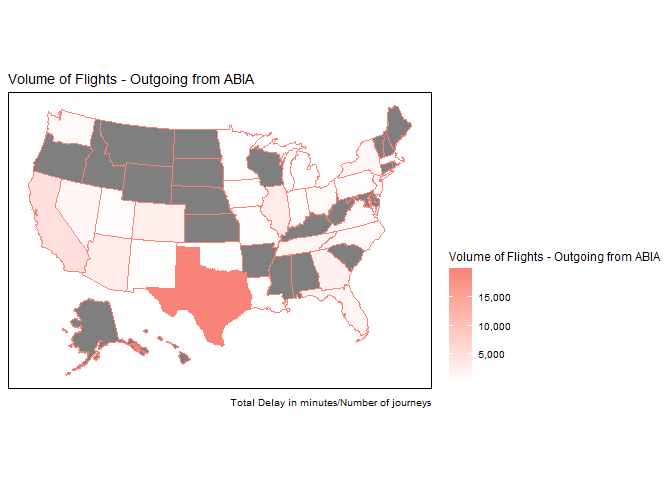 Volume of Flights - Outgoing from ABIA
Volume of Flights - Outgoing from ABIA
15,000
10,000
5,000
Total Delay in minutes/Number of journeys